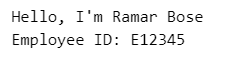 Hello, I'm Ramar Bose
Employee ID: E12345